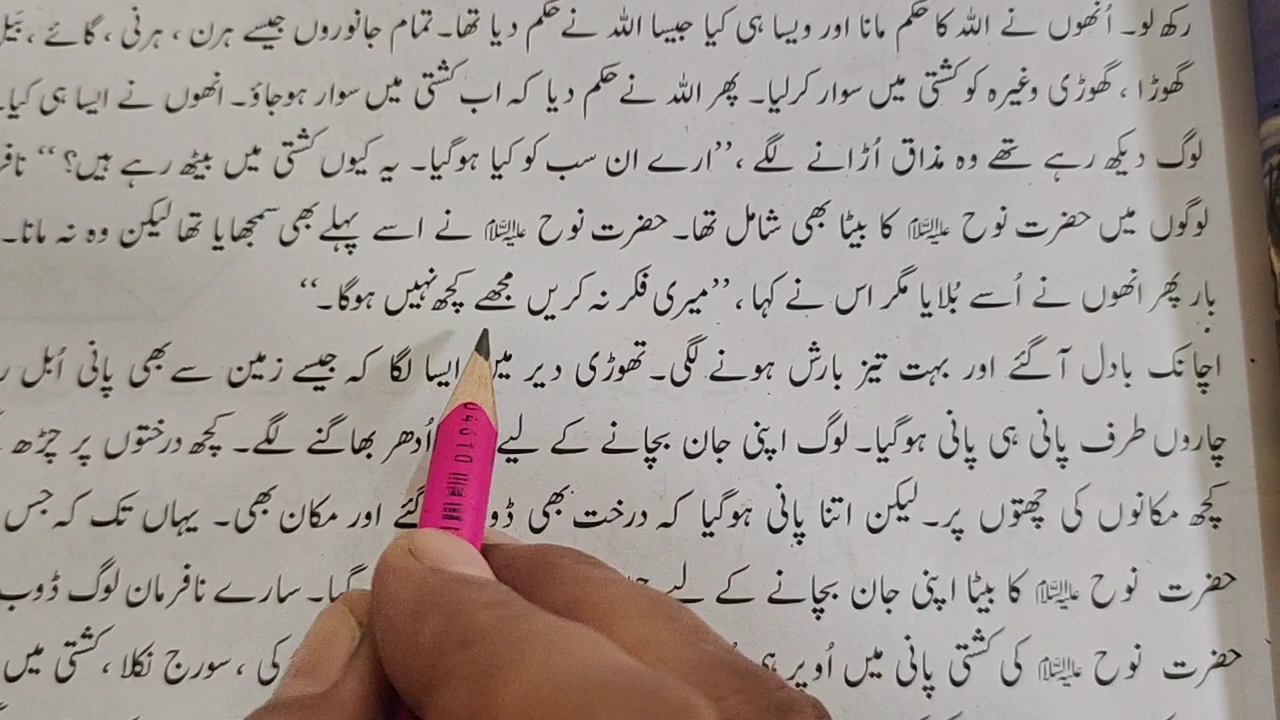 رکھ لو۔ اُنھوں نے اللہ کا حکم مانا اور ویسا ہی کیا جیسا اللہ نے حکم دیا تھا۔ تمام جانوروں جیسے ہرن ، ہرنی ، گائے ، بَیل
گھوڑا ، گھوڑی وغیرہ کو کشتی میں سوار کرلیا۔ پھر اللہ نے حکم دیا کہ اب کشتی میں سوار ہوجاؤ۔ انھوں نے ایسا ہی کیا۔
لوگ دیکھ رہے تھے وہ مذاق اُڑانے لگے ، ’’ارے ان سب کو کیا ہوگیا۔ یہ کیوں کشتی میں بیٹھ رہے ہیں؟‘‘
لوگوں میں حضرت نوح علیہ السلام کا بیٹا بھی شامل تھا۔ حضرت نوح علیہ السلام نے اسے پہلے بھی سمجھایا تھا لیکن وہ نہ مانا۔
بار پھر انھوں نے اُسے بُلایا مگر اس نے کہا، ’’میری فکر نہ کریں مجھے کچھ نہیں ہوگا۔‘‘
اچانک بادل آ گئے اور بہت تیز بارش ہونے لگی۔ تھوڑی دیر میں ایسا لگا کہ جیسے زمین سے بھی پانی اُبل
چاروں طرف پانی ہی پانی ہوگیا۔ لوگ اپنی جان بچانے کے لیے اُدھر بھاگنے لگے۔ کچھ درختوں پر چڑھ
کچھ مکانوں کی چھتوں پر۔ لیکن اتنا پانی ہوگیا کہ درخت بھی گئے اور مکان بھی۔ یہاں تک کہ جس
حضرت نوح علیہ السلام کا بیٹا اپنی جان بچانے کے لیے گیا۔ سارے نافرمان لوگ ڈوب
حضرت نوح علیہ السلام کی کشتی پانی میں اُوپر ہی کی ، سورج نکلا ، کشتی میں